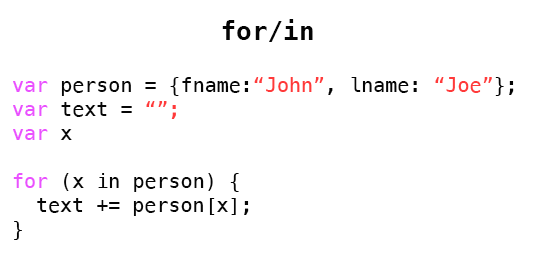 for/in
var person = {fname:“John”, lname: “Joe”};
var text = “”;
var x
for (x in person) {
text += person[x];
}